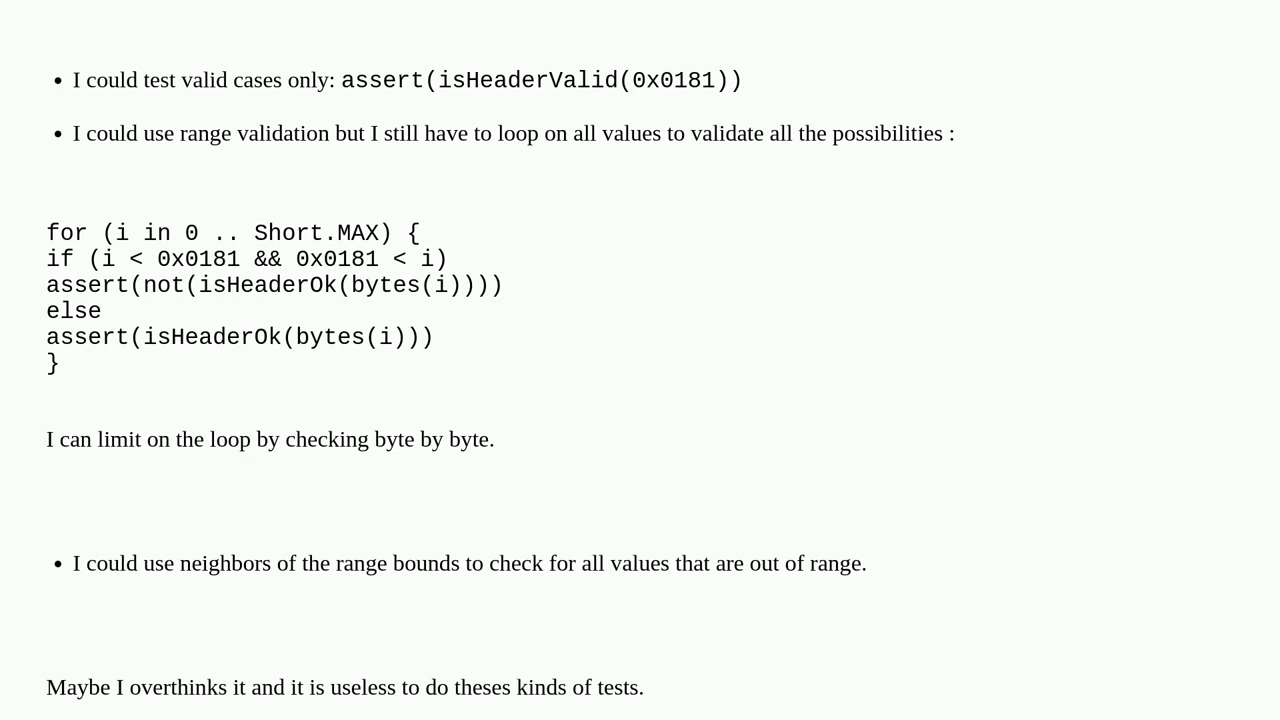 • I could test valid cases only: assert(isHeaderValid(0x0181))
• I could use range validation but I still have to loop on all values to validate all the possibilities :
for (i in 0 .. Short.MAX) {
if (i < 0x0181 && 0x0181 < i)
assert(not(isHeaderOk(bytes(i))))
else
assert(isHeaderOk(bytes(i)))
}
I can limit on the loop by checking byte by byte.
• I could use neighbors of the range bounds to check for all values that are out of range.
Maybe I overthinks it and it is useless to do theses kinds of tests.